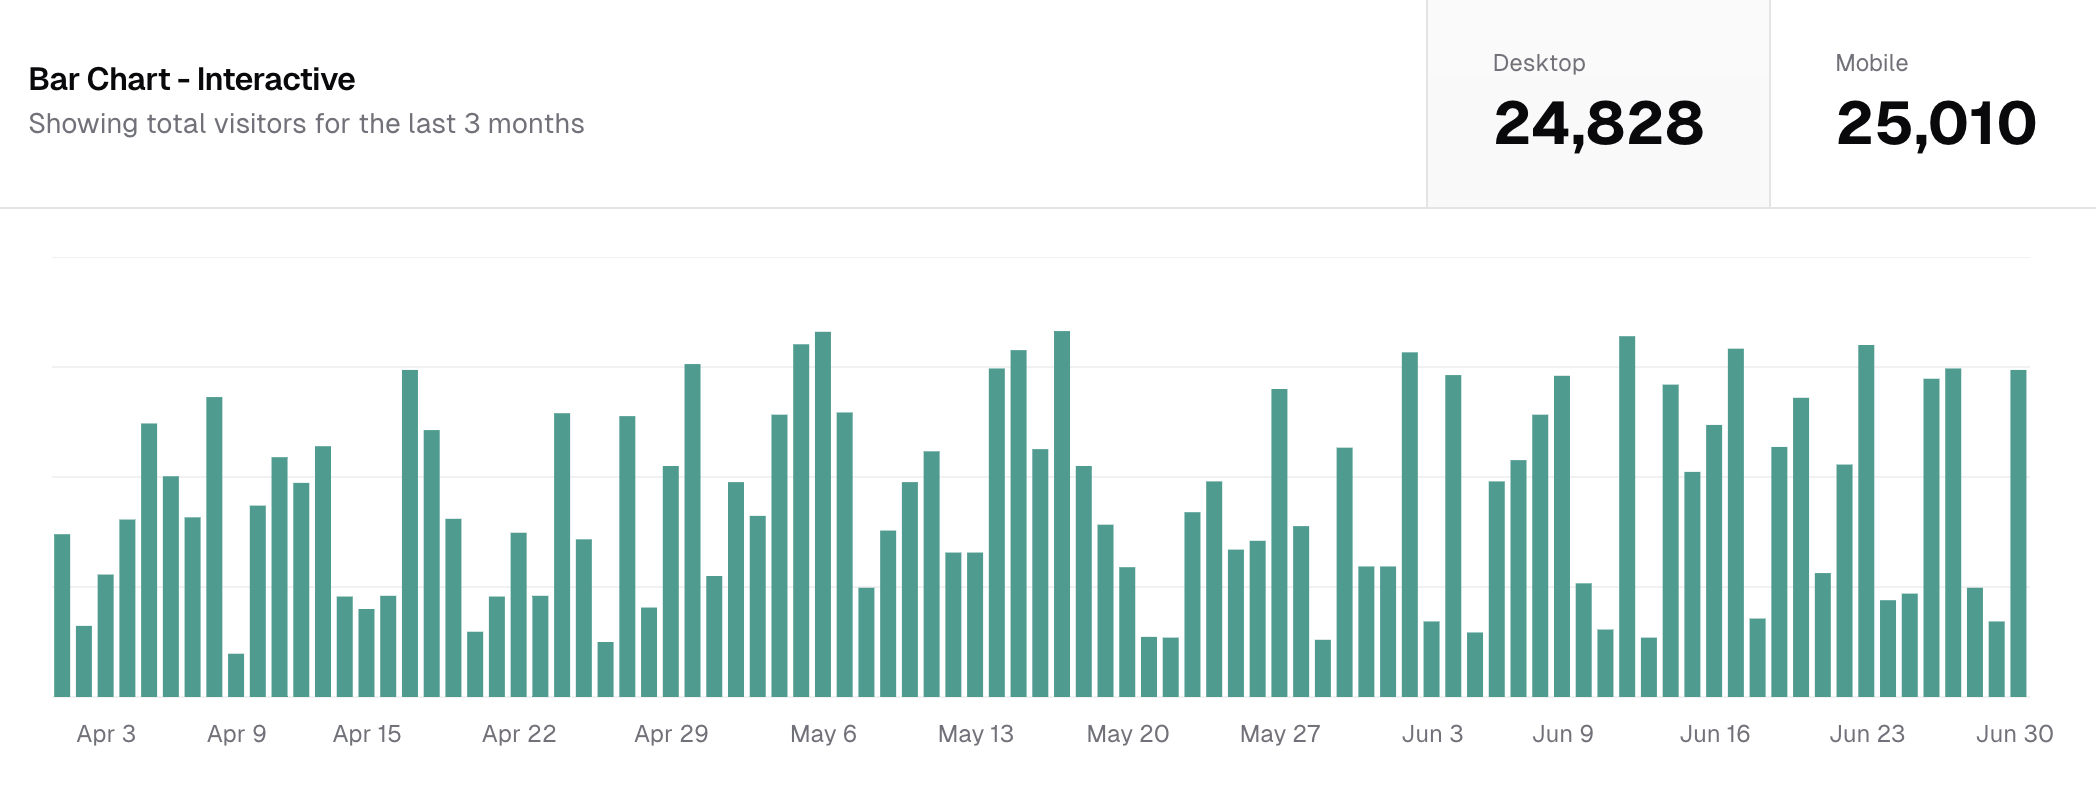 Bar Chart - Interactive
Showing total visitors for the last 3 months
Desktop
24,828
Mobile
25,010
Apr 3 Apr 9 Apr 15 Apr 22 Apr 29 May 6 May 13 May 20 May 27 Jun 3 Jun 9 Jun 16 Jun 23 Jun 30